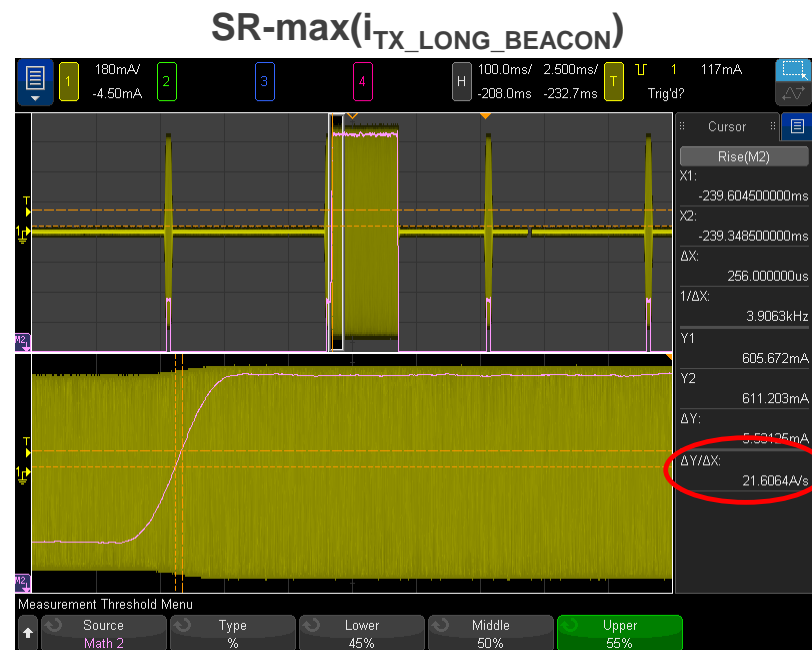 SR-max(iTX_LONG_BEACON)
1 180mA/ 2 3 4 H 100.0ms/ 2.500ms/ T 1 117mA
-4.50mA -208.0ms -232.7ms Trig'd?
Cursor
Rise(M2)
X1:
-239.604500000ms
X2:
-239.348500000ms
ΔX:
256.000000us
1/ΔX:
3.9063kHz
Y1
605.672mA
Y2
611.203mA
ΔY:
5.53125mA
ΔY/ΔX:
21.6064A/s
T
1
M2
T
1
M2
Measurement Threshold Menu
Source Type Lower Middle Upper
Math 2 % 45% 50% 55%